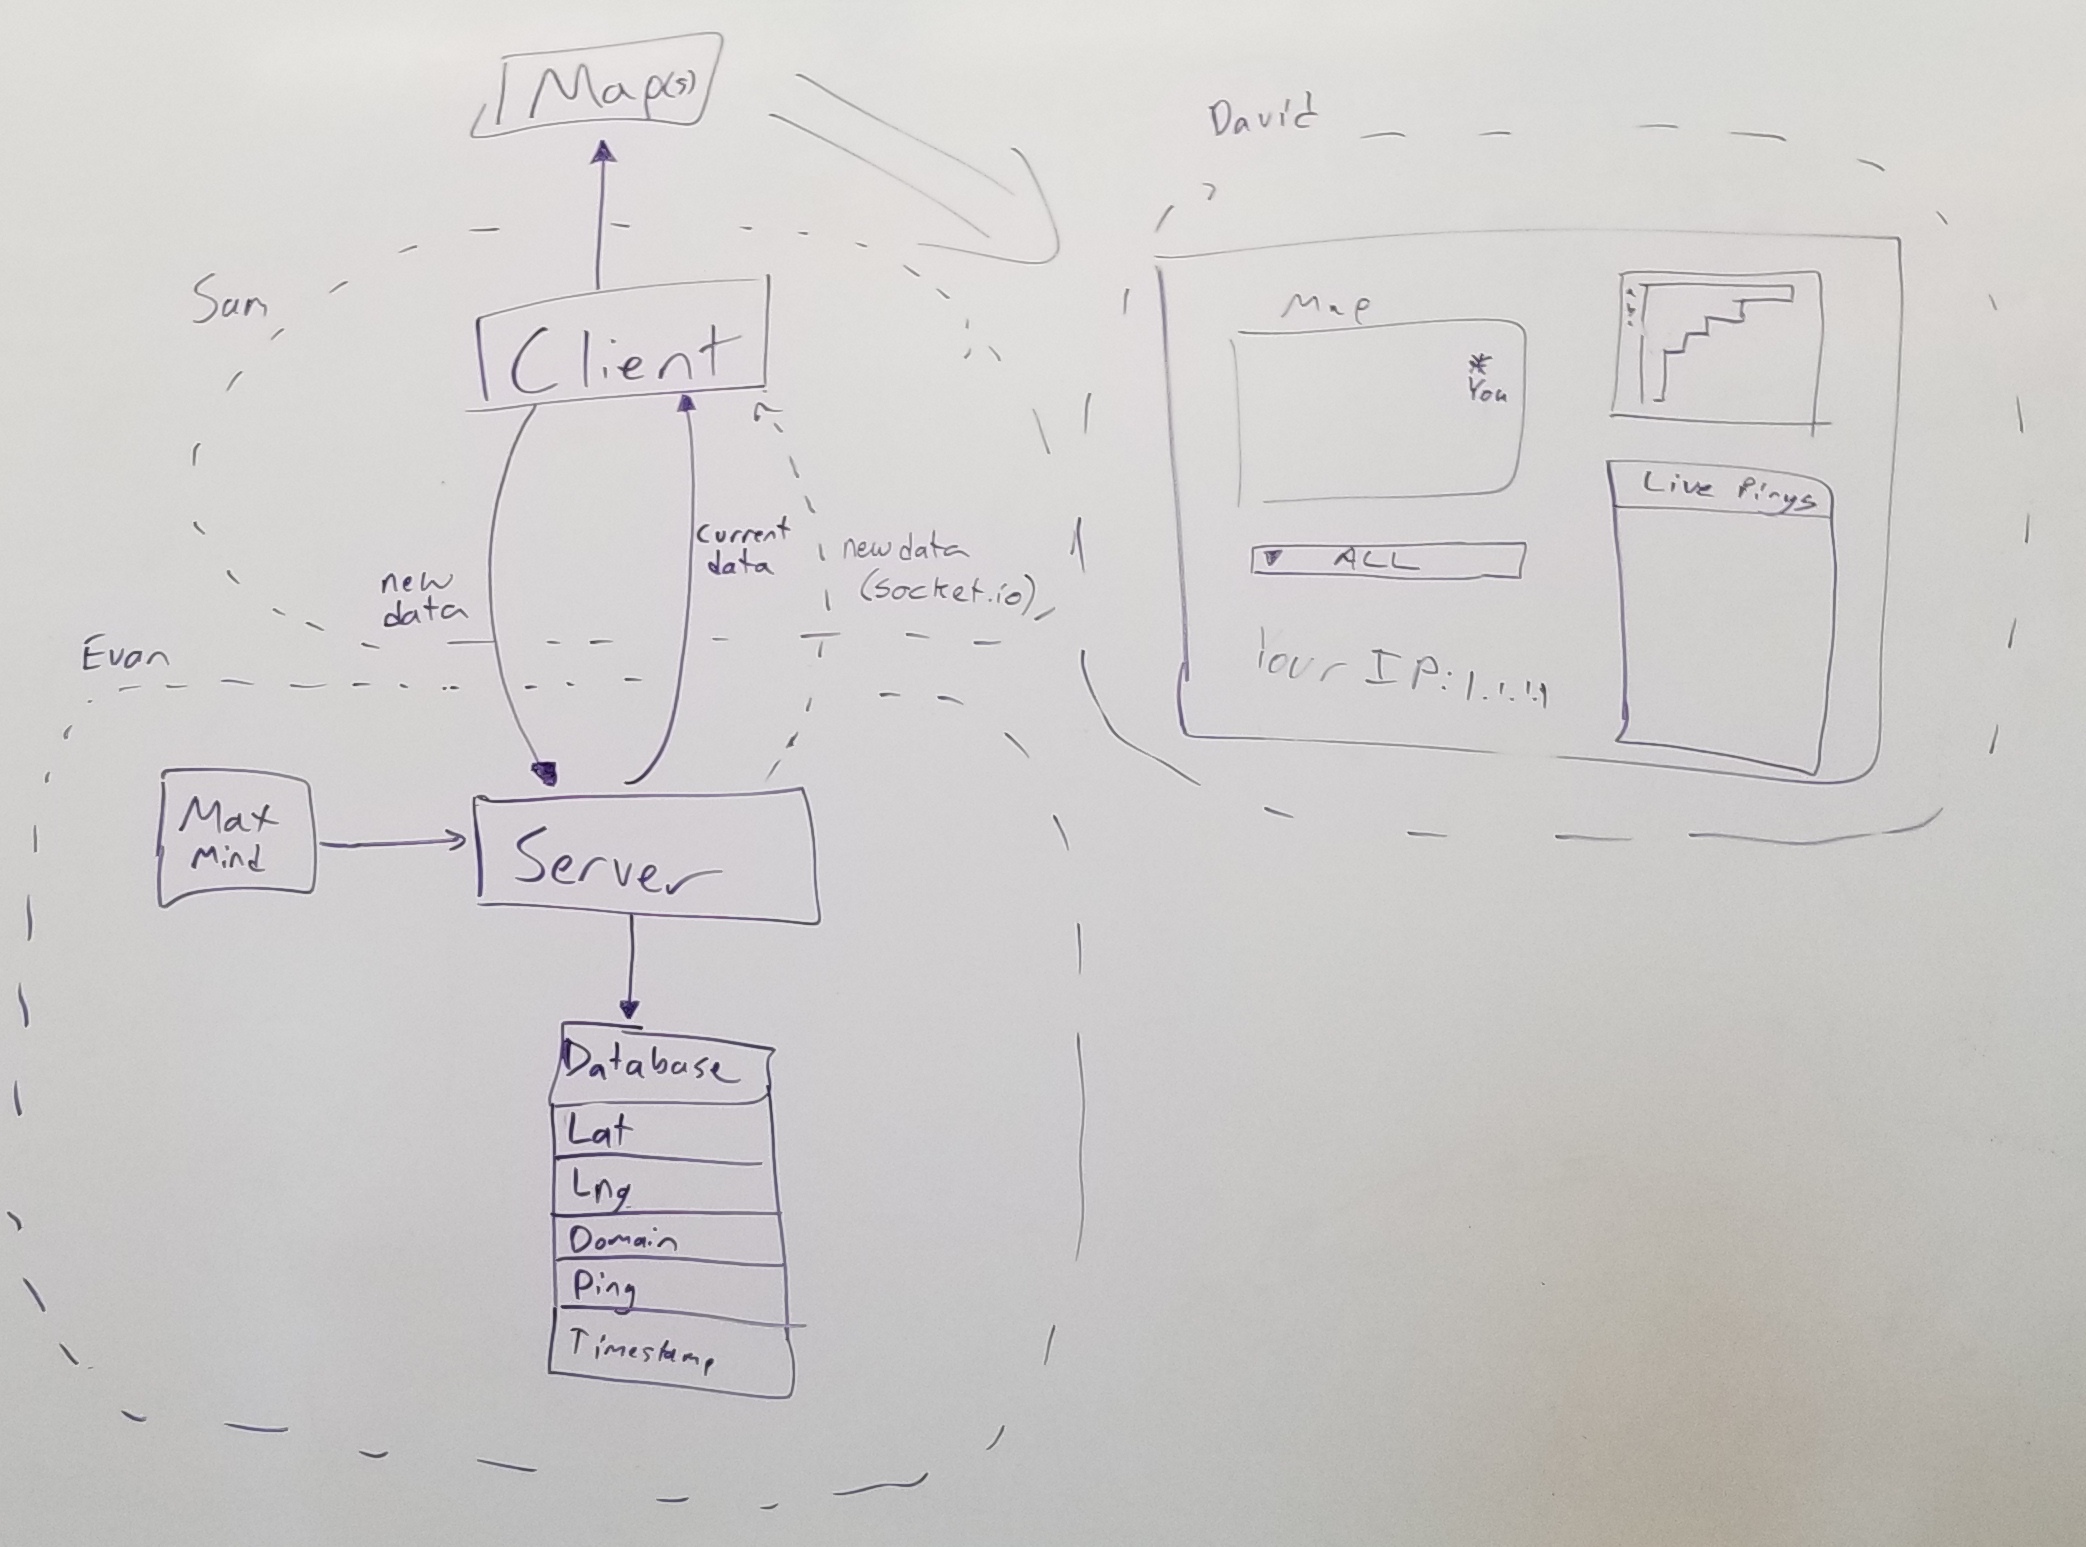 Map(s)
David
Sam
Client
Map
*
You
Live Pings
current
data
new data
(socket.io)
new
data
ALL
Evan
Your IP: 1.1.1.1
Max
Mind
Server
Database
Lat
Lng
Domain
Ping
Timestamp